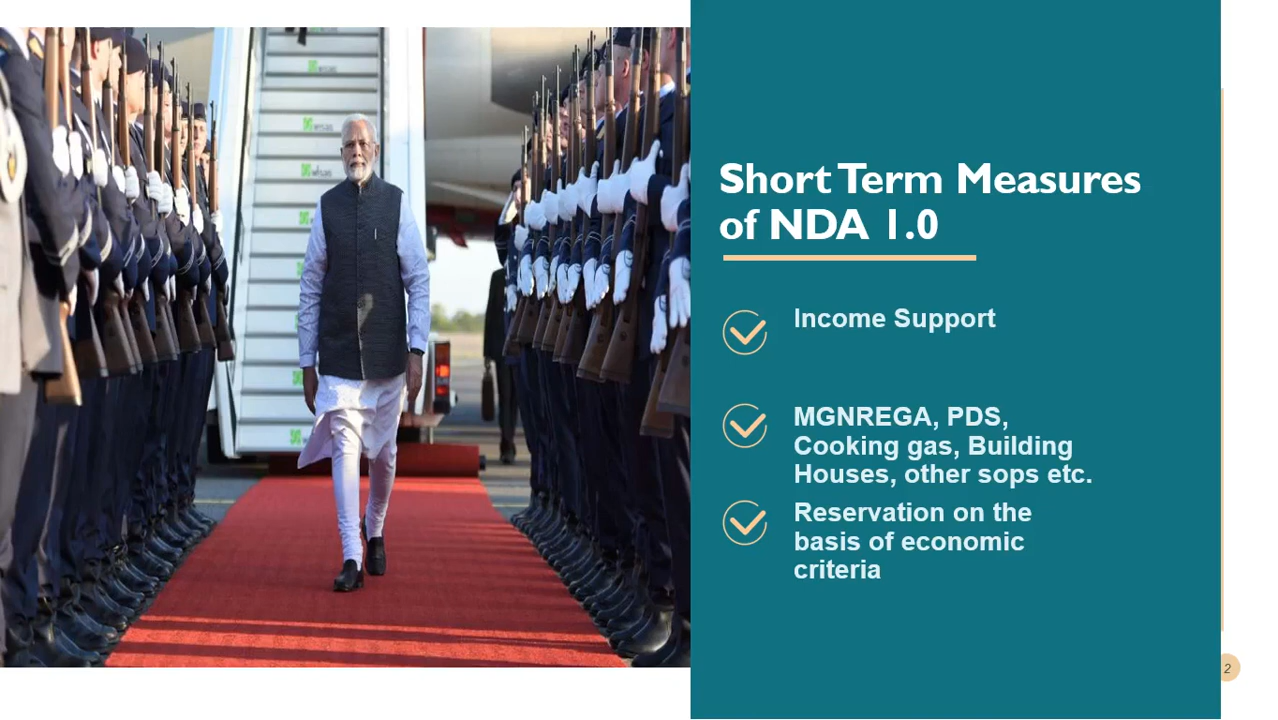 Short Term Measures
of NDA 1.0
Income Support
MGNREGA, PDS,
Cooking gas, Building
Houses, other sops etc.
Reservation on the
basis of economic
criteria
2